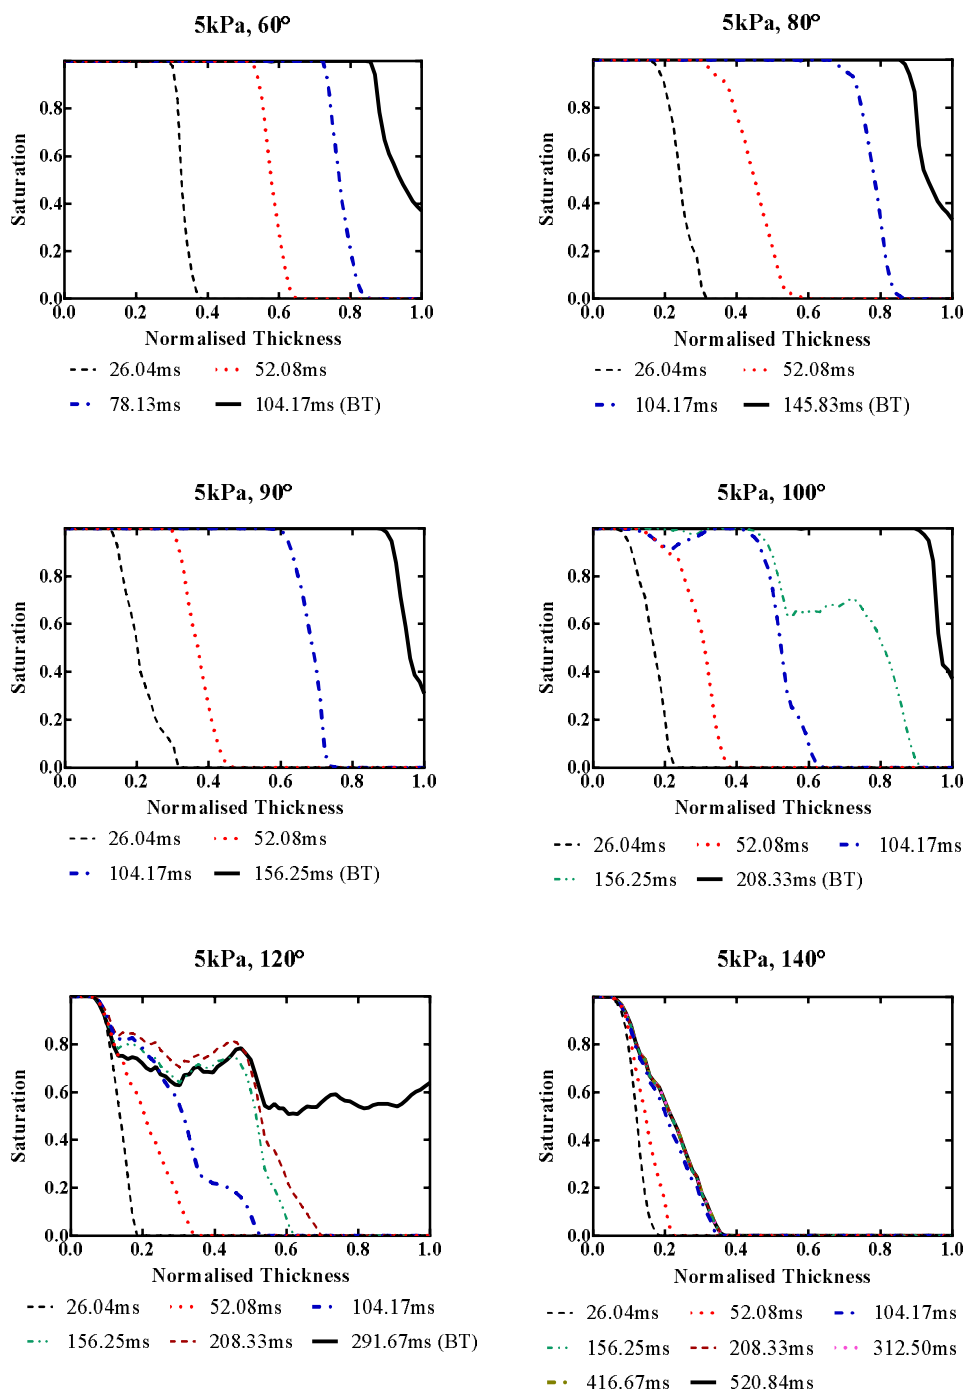 5kPa, 60°
5kPa, 80°
Saturation
0.8
0.6
0.4
0.2
0.0
0.0 0.2 0.4 0.6 0.8 1.0
Normalised Thickness
26.04ms 52.08ms
78.13ms 104.17ms (BT)
Saturation
0.8
0.6
0.4
0.2
0.0
0.0 0.2 0.4 0.6 0.8 1.0
Normalised Thickness
26.04ms 52.08ms
104.17ms 145.83ms (BT)
5kPa, 90°
5kPa, 100°
Saturation
0.8
0.6
0.4
0.2
0.0
0.0 0.2 0.4 0.6 0.8 1.0
Normalised Thickness
26.04ms 52.08ms
104.17ms 156.25ms (BT)
Saturation
0.8
0.6
0.4
0.2
0.0
0.0 0.2 0.4 0.6 0.8 1.0
Normalised Thickness
26.04ms 52.08ms 104.17ms
156.25ms 208.33ms (BT)
5kPa, 120°
5kPa, 140°
Saturation
0.8
0.6
0.4
0.2
0.0
0.0 0.2 0.4 0.6 0.8 1.0
Normalised Thickness
26.04ms 52.08ms 104.17ms
156.25ms 208.33ms 291.67ms (BT)
Saturation
0.8
0.6
0.4
0.2
0.0
0.0 0.2 0.4 0.6 0.8 1.0
Normalised Thickness
26.04ms 52.08ms 104.17ms
156.25ms 208.33ms 312.50ms
416.67ms 520.84ms